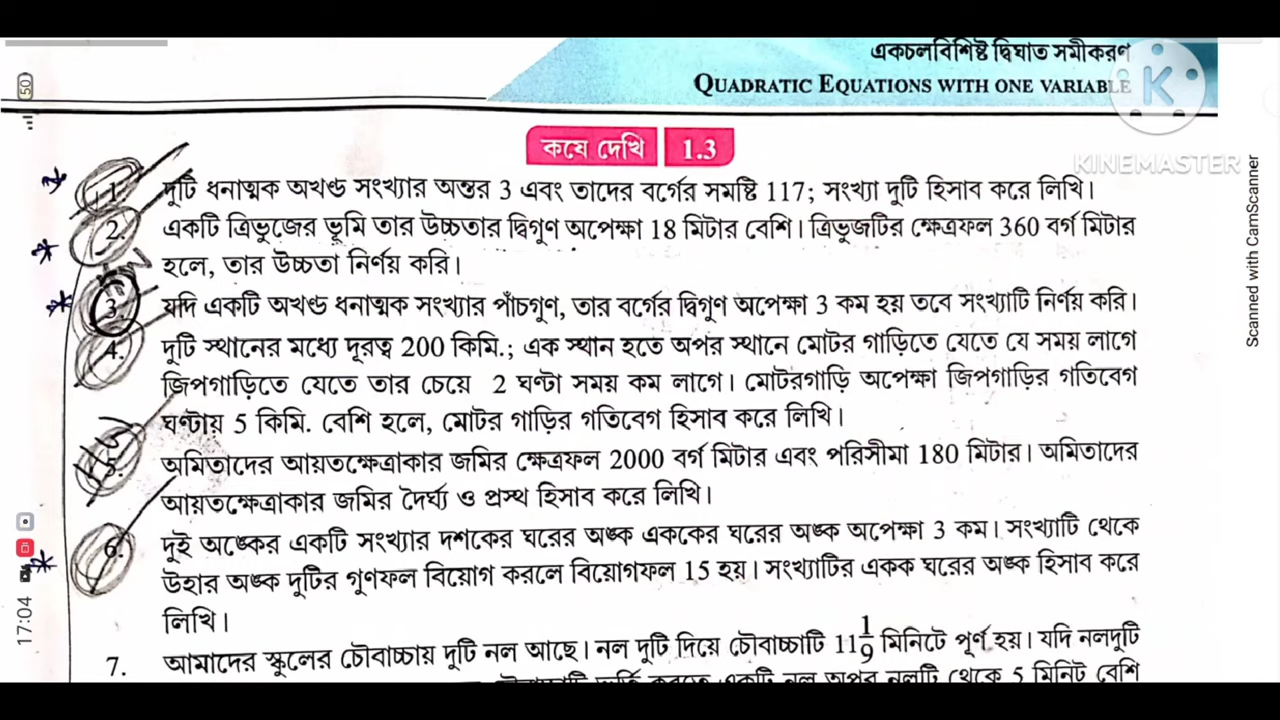 একচলবিশিষ্ট দ্বিঘাত সমীকরণ
QUADRATIC EQUATIONS WITH ONE VARIABLE
KINEMASTER
কষে দেখি 1.3
1. দুটি ধনাত্মক অখণ্ড সংখ্যার অন্তর 3 এবং তাদের বর্গের সমষ্টি 117; সংখ্যা দুটি হিসাব করে লিখি।
2. একটি ত্রিভুজের ভূমি তার উচ্চতার দ্বিগুণ অপেক্ষা 18 মিটার বেশি। ত্রিভুজটির ক্ষেত্রফল 360 বর্গ মিটার
হলে, তার উচ্চতা নির্ণয় করি।
3. যদি একটি অখণ্ড ধনাত্মক সংখ্যার পাঁচগুণ, তার বর্গের দ্বিগুণ অপেক্ষা 3 কম হয় তবে সংখ্যাটি নির্ণয় করি।
4. দুটি স্থানের মধ্যে দূরত্ব 200 কিমি.; এক স্থান হতে অপর স্থানে মোটর গাড়িতে যেতে যে সময় লাগে
জিপগাড়িতে যেতে তার চেয়ে 2 ঘণ্টা সময় কম লাগে। মোটরগাড়ি অপেক্ষা জিপগাড়ির গতিবেগ
ঘণ্টায় 5 কিমি. বেশি হলে, মোটর গাড়ির গতিবেগ হিসাব করে লিখি।
5. অমিতাদের আয়তক্ষেত্রাকার জমির ক্ষেত্রফল 2000 বর্গ মিটার এবং পরিসীমা 180 মিটার। অমিতাদের
আয়তক্ষেত্রাকার জমির দৈর্ঘ্য ও প্রস্থ হিসাব করে লিখি।
6. দুই অঙ্কের একটি সংখ্যার দশকের ঘরের অঙ্ক এককের ঘরের অঙ্ক অপেক্ষা 3 কম। সংখ্যাটি থেকে
উহার অঙ্ক দুটির গুণফল বিয়োগ করলে বিয়োগফল 15 হয়। সংখ্যাটির একক ঘরের অঙ্ক হিসাব করে
লিখি।
7. আমাদের স্কুলের চৌবাচ্চায় দুটি নল আছে। নল দুটি দিয়ে চৌবাচ্চাটি 11 1/9 মিনিটে পূর্ণ হয়। যদি নলদুটি
একটি নল অপর নলটি থেকে 5 মিনিট বেশি
Scanned with CamScanner
50
17:04